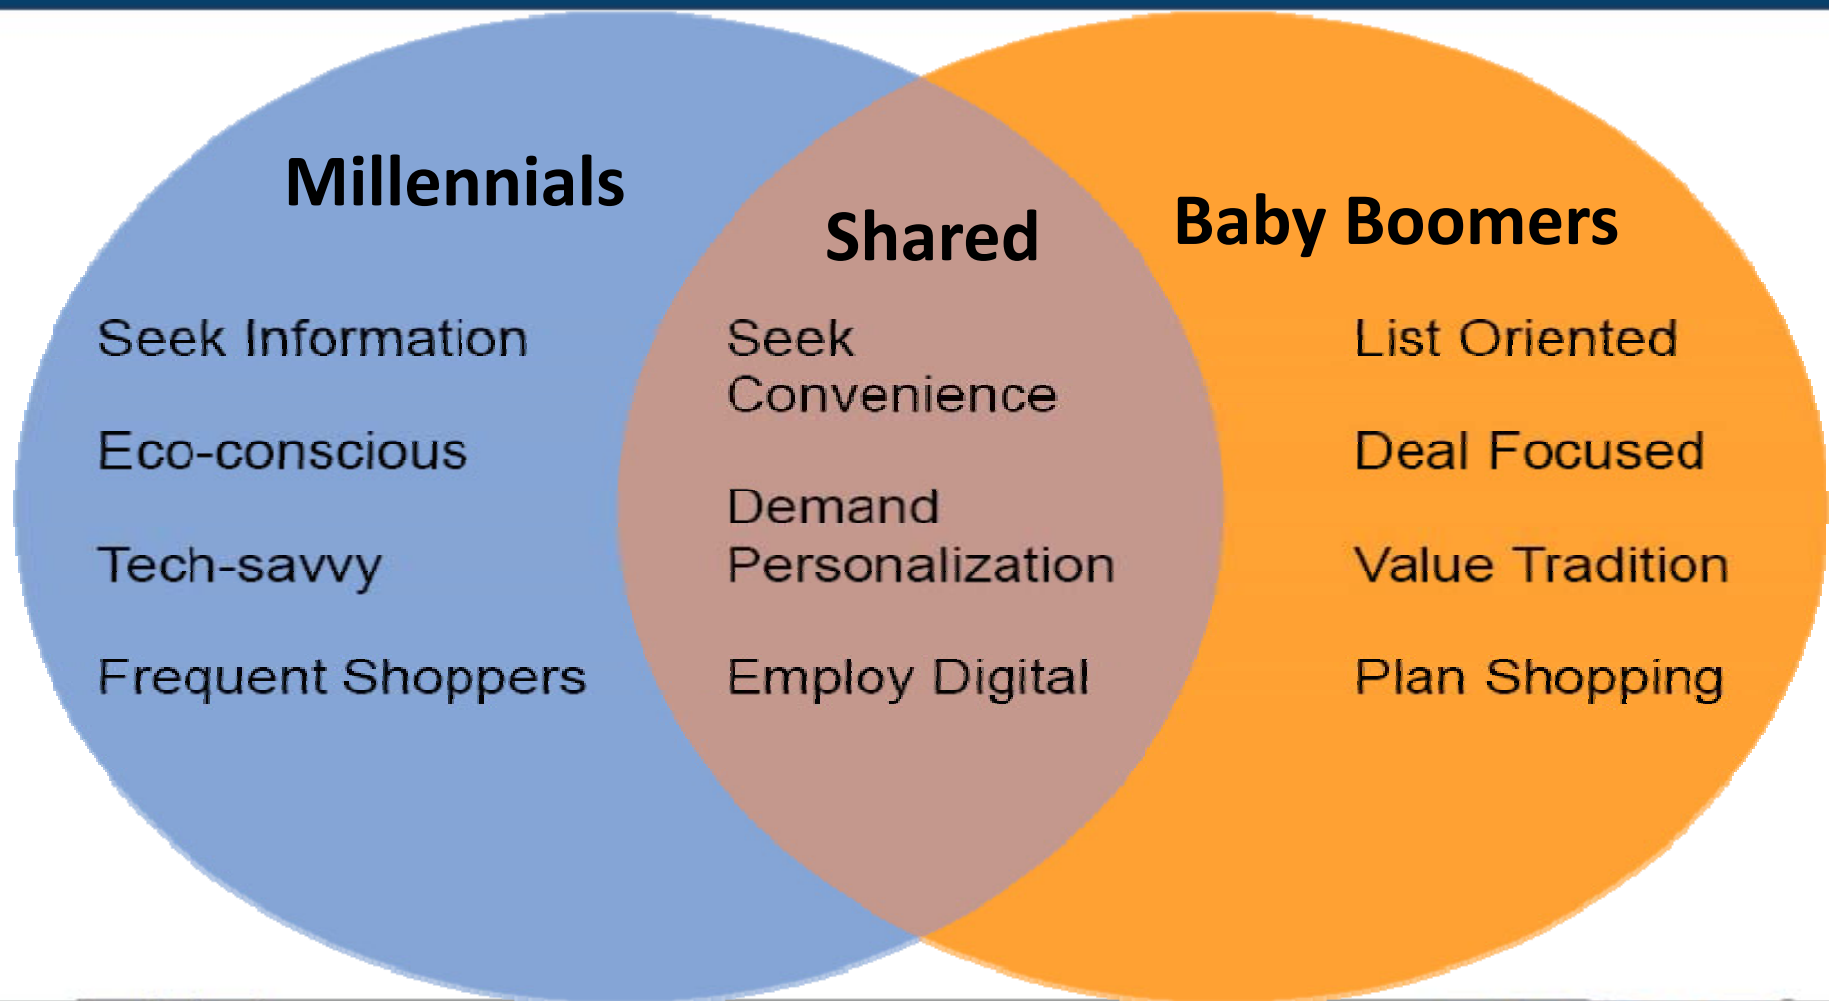 Millennials
Seek Information
Eco-conscious
Tech-savvy
Frequent Shoppers
Shared
Seek
Convenience
Demand
Personalization
Employ Digital
Baby Boomers
List Oriented
Deal Focused
Value Tradition
Plan Shopping